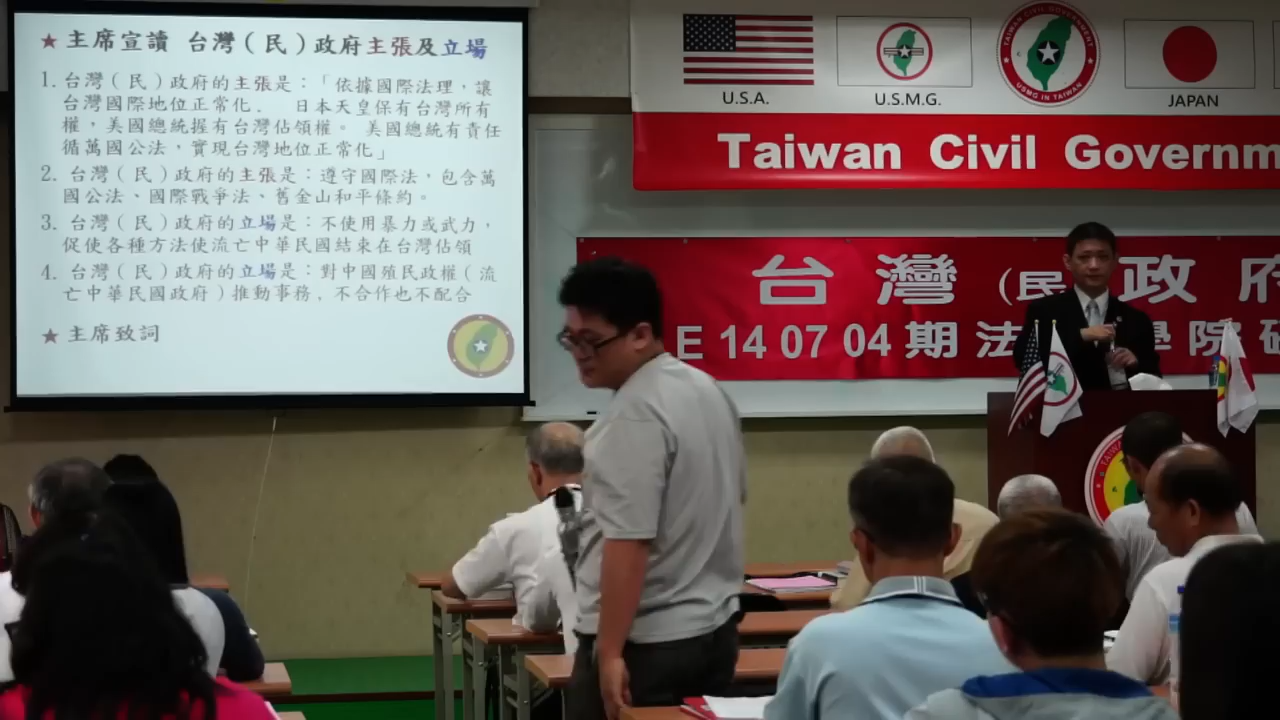 ★ 主席宣讀 台灣（民）政府主張及立場
1. 台灣（民）政府的主張是：「依據國際法理，讓
台灣國際地位正常化． 日本天皇保有台灣所有
權，美國總統握有台灣佔領權。 美國總統有責任
循萬國公法，實現台灣地位正常化」
2. 台灣（民）政府的主張是：遵守國際法，包含萬
國公法、國際戰爭法、舊金山和平條約。
3. 台灣（民）政府的立場是：不使用暴力或武力，
促使各種方法使流亡中華民國結束在台灣佔領
4. 台灣（民）政府的立場是：對中國殖民政權（流
亡中華民國政府）推動事務﹐不合作也不配合
★ 主席致詞
U.S.A.
U.S.M.G.
TAIWAN CIVIL GOVERNMENT
USMG IN TAIWAN
JAPAN
Taiwan Civil Governm
台灣(民 政府
E 14 07 04 期 法 學院研